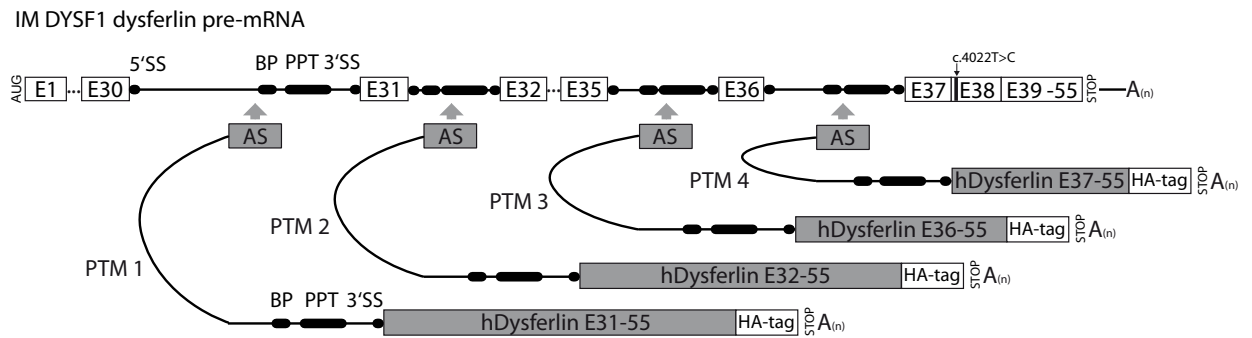 IM DYSF1 dysferlin pre-mRNA
c.4022T>C
5'SS BP PPT 3'SS
AUG E1 ... E30 E31 E32 ... E35 E36 E37 E38 E39 -55 STOP A(n)
AS AS AS AS
PTM 4 hDysferlin E37-55 HA-tag STOP A(n)
PTM 3 hDysferlin E36-55 HA-tag STOP A(n)
PTM 2 hDysferlin E32-55 HA-tag STOP A(n)
PTM 1
BP PPT 3'SS
hDysferlin E31-55 HA-tag STOP A(n)